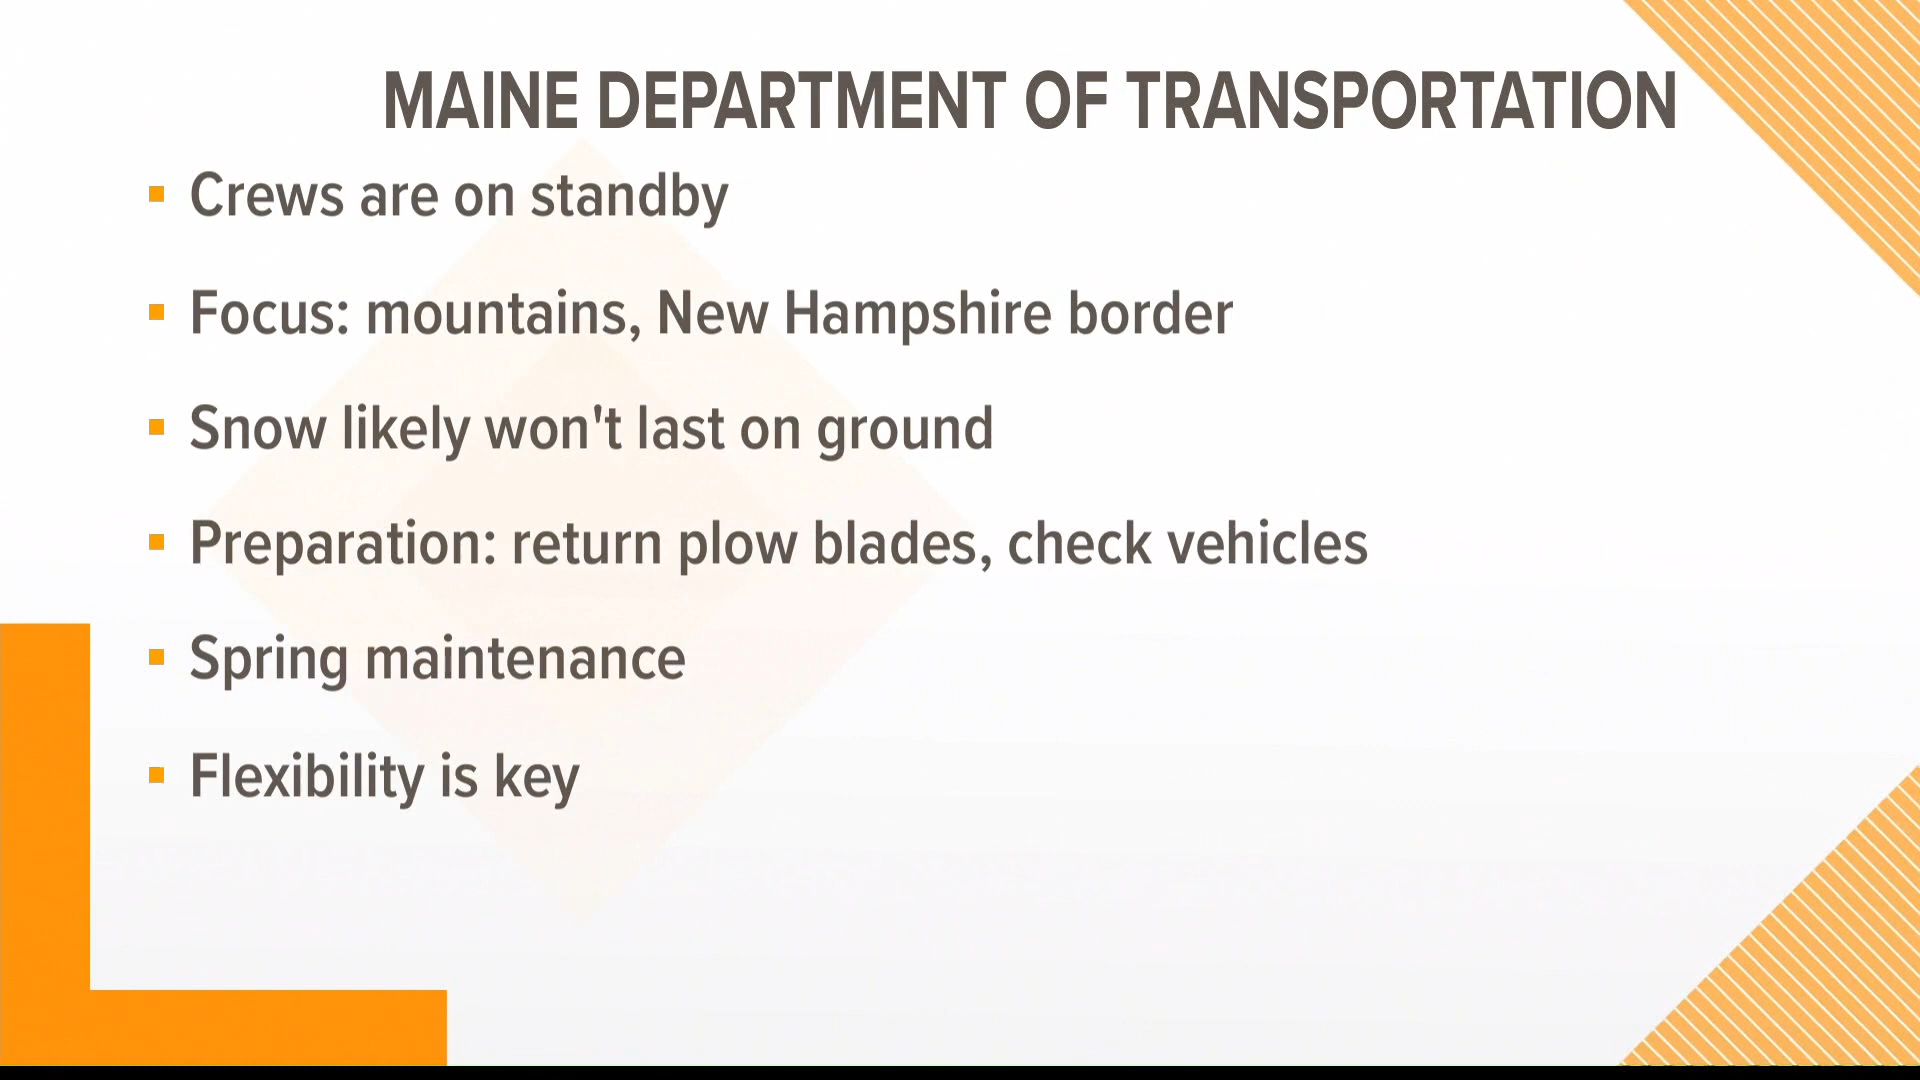 MAINE DEPARTMENT OF TRANSPORTATION
Crews are on standby
Focus: mountains, New Hampshire border
Snow likely won't last on ground
Preparation: return plow blades, check vehicles
Spring maintenance
Flexibility is key